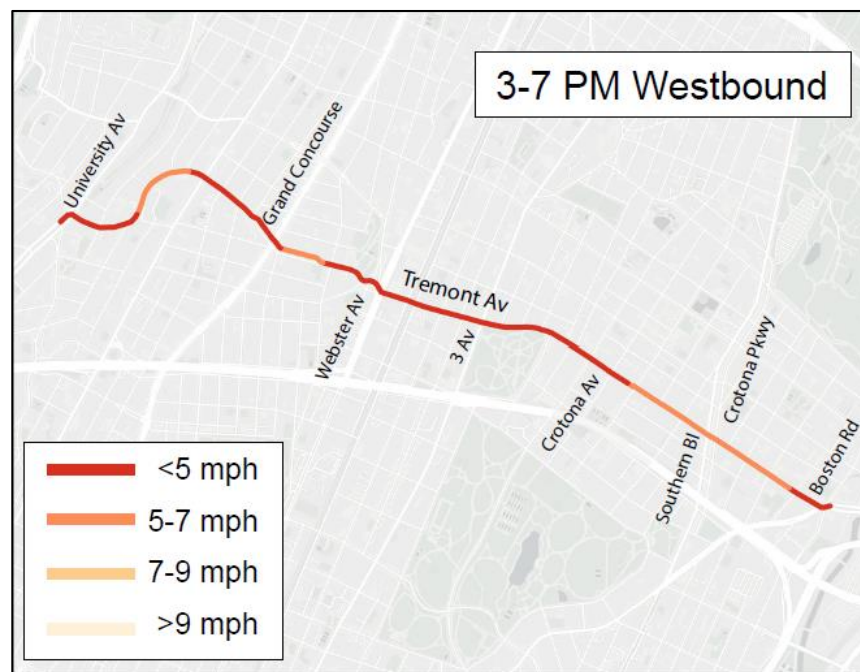 3-7 PM Westbound
University Av
Grand Concourse
Tremont Av
Webster Av
3 Av
Crotona Av
Crotona Pkwy
Southern Bl
Boston Rd
<5 mph
5-7 mph
7-9 mph
>9 mph